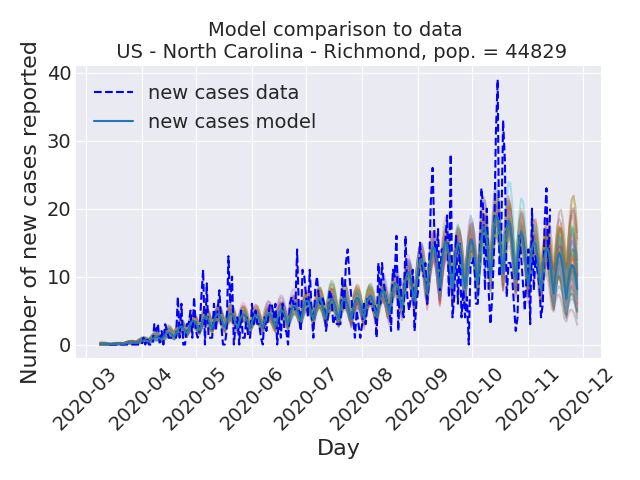 Model comparison to data
US - North Carolina - Richmond, pop. = 44829
Number of new cases reported
40
30
20
10
0
new cases data
new cases model
2020-03
2020-04
2020-05
2020-06
2020-07
2020-08
2020-09
2020-10
2020-11
2020-12
Day